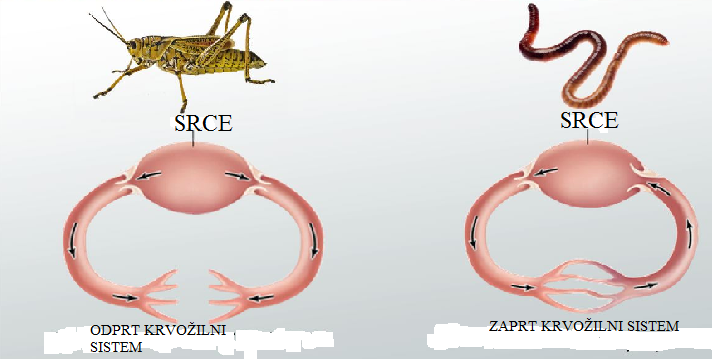 SRCE
ODPRT KRVOŽILNI
SISTEM
SRCE
ZAPRT KRVOŽILNI SISTEM